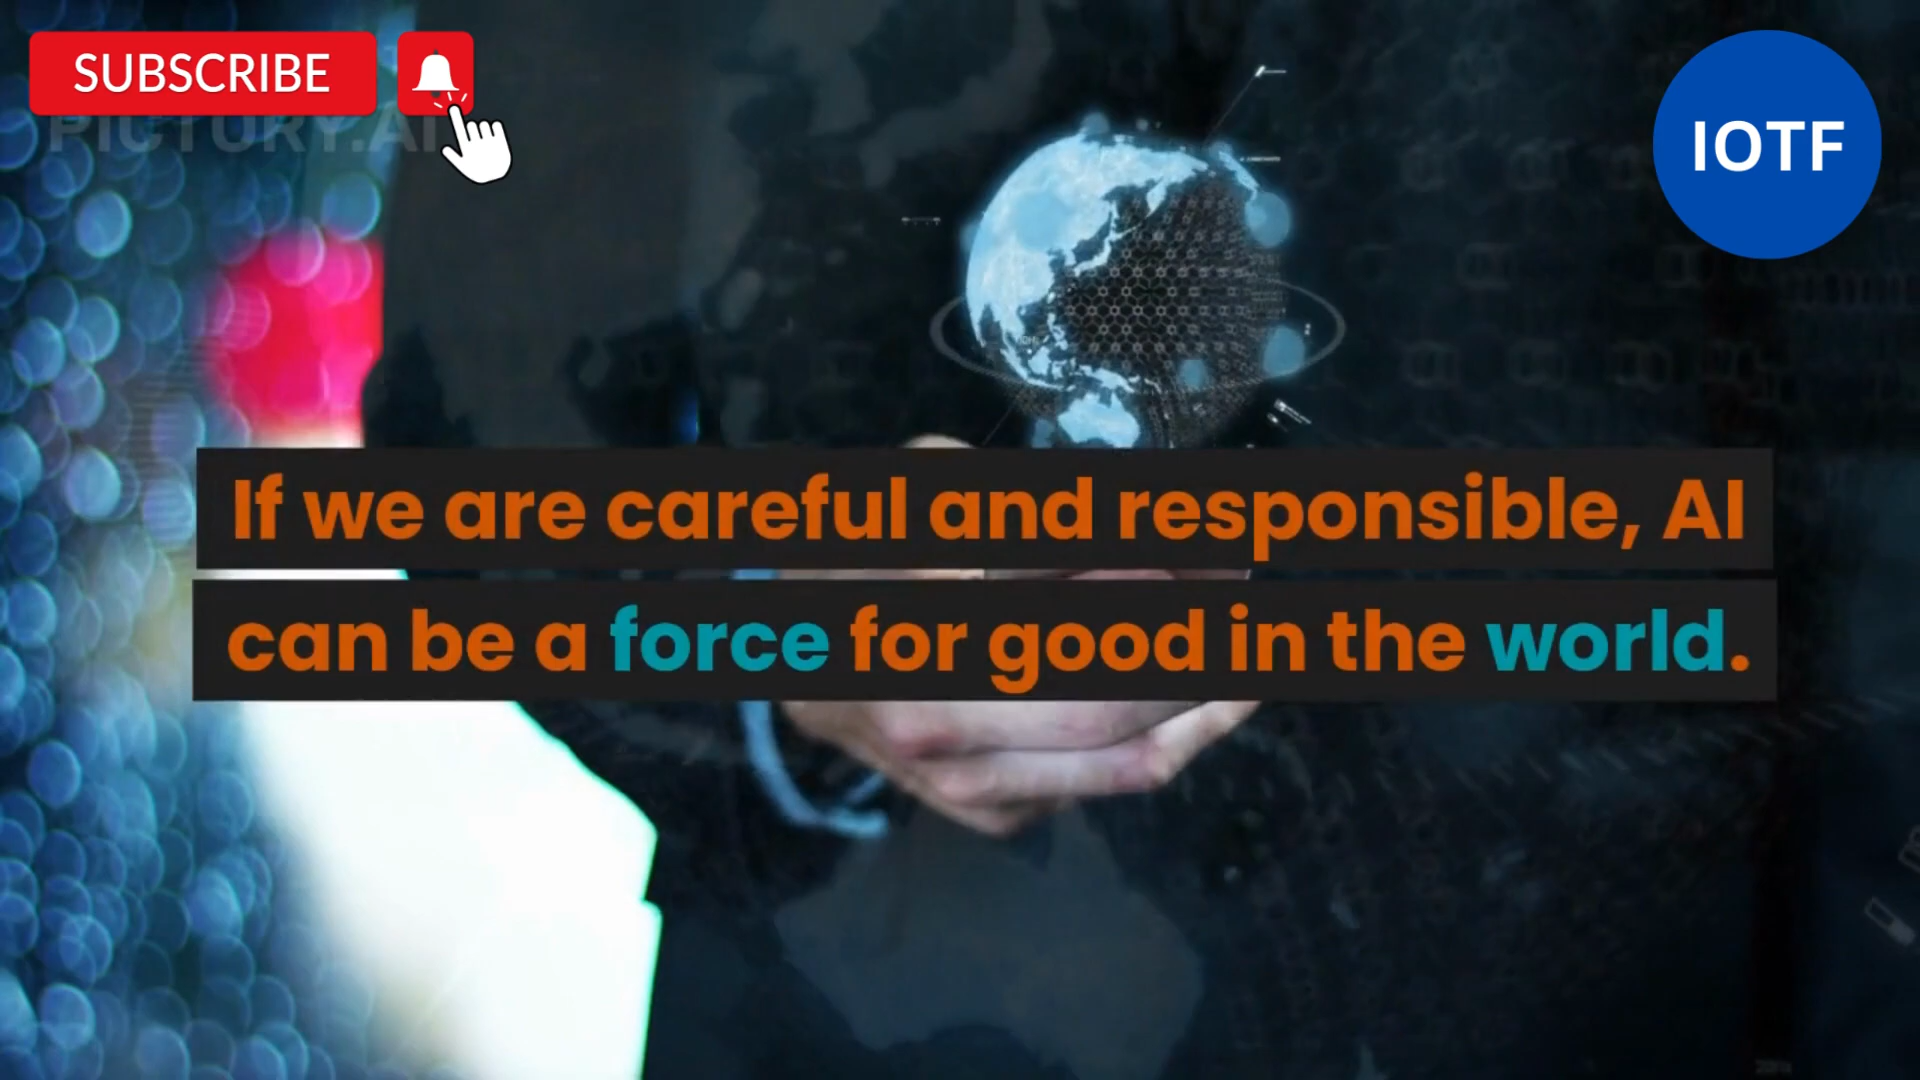 SUBSCRIBE
PICTORY.AI
IOTF
If we are careful and responsible, AI
can be a force for good in the world.